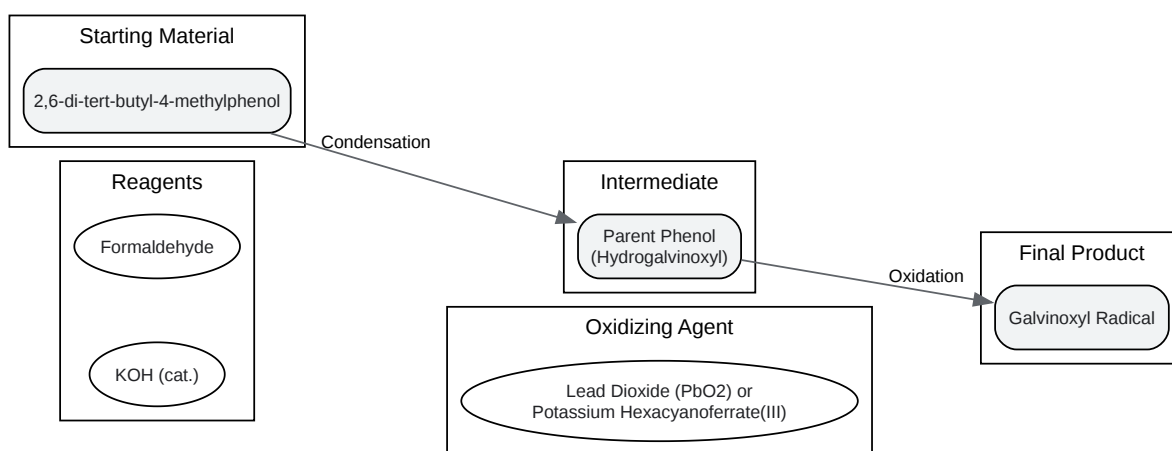 Starting Material
2,6-di-tert-butyl-4-methylphenol
Condensation
Reagents
Formaldehyde
KOH (cat.)
Intermediate
Parent Phenol
(Hydrogalvinoxyl)
Oxidation
Final Product
Galvinoxyl Radical
Oxidizing Agent
Lead Dioxide (PbO2) or
Potassium Hexacyanoferrate(III)